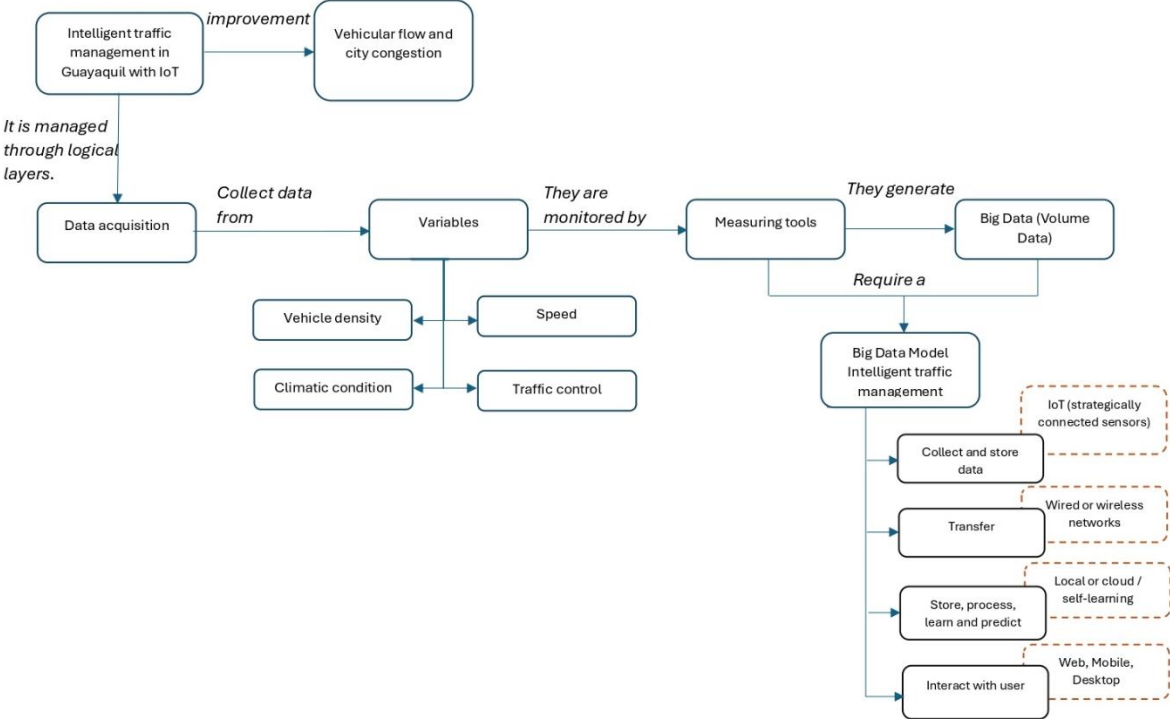 Intelligent traffic
management in
Guayaquil with IoT
improvement
Vehicular flow and
city congestion
It is managed
through logical
layers.
Data acquisition
Collect data
from
Variables
They are
monitored by
Measuring tools
They generate
Big Data (Volume
Data)
Vehicle density
Speed
Climatic condition
Traffic control
Require a
Big Data Model
Intelligent traffic
management
IoT (strategically
connected sensors)
Collect and store
data
Wired or wireless
networks
Transfer
Local or cloud /
self-learning
Store, process,
learn and predict
Web, Mobile,
Desktop
Interact with user